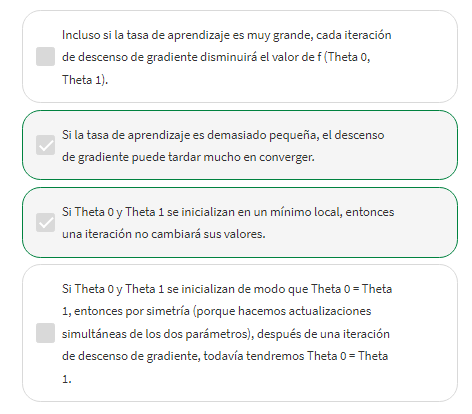 Incluso si la tasa de aprendizaje es muy grande, cada iteración
de descenso de gradiente disminuirá el valor de f (Theta 0,
Theta 1).
Si la tasa de aprendizaje es demasiado pequeña, el descenso
de gradiente puede tardar mucho en converger.
Si Theta 0 y Theta 1 se inicializan en un mínimo local, entonces
una iteración no cambiará sus valores.
Si Theta 0 y Theta 1 se inicializan de modo que Theta 0 = Theta
1, entonces por simetría (porque hacemos actualizaciones
simultáneas de los dos parámetros), después de una iteración
de descenso de gradiente, todavía tendremos Theta 0 = Theta
1.